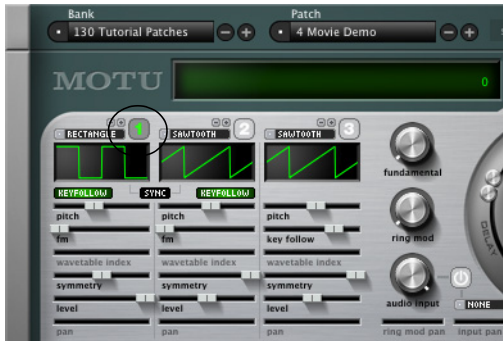 Bank
Patch
130 Tutorial Patches
4 Movie Demo
MOTU
0
RECTANGLE
1
SAWTOOTH
2
SAWTOOTH
3
fundamental
KEYFOLLOW
SYNC
KEYFOLLOW
pitch
pitch
pitch
fm
fm
key follow
ring mod
DELAY
wavetable index
wavetable index
wavetable index
symmetry
symmetry
symmetry
level
level
level
audio input
NONE
pan
pan
pan
ring mod pan
input pan